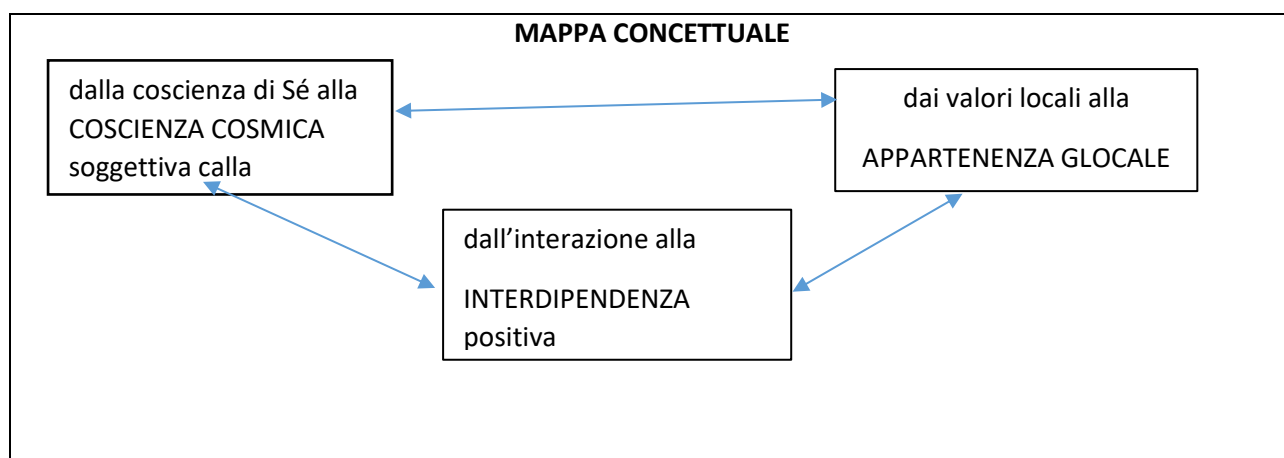 MAPPA CONCETTUALE
dalla coscienza di Sé alla
COSCIENZA COSMICA
soggettiva calla
dai valori locali alla
APPARTENENZA GLOCALE
dall’interazione alla
INTERDIPENDENZA
positiva